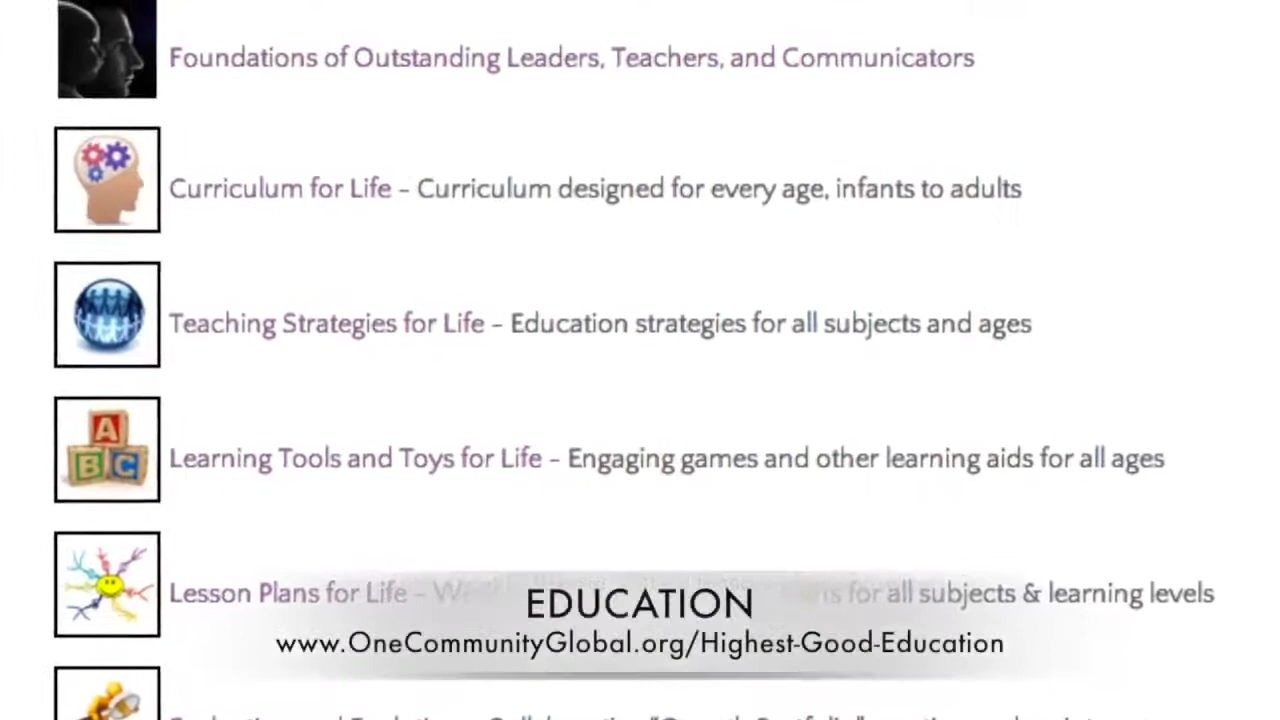 Foundations of Outstanding Leaders, Teachers, and Communicators
Curriculum for Life – Curriculum designed for every age, infants to adults
Teaching Strategies for Life – Education strategies for all subjects and ages
A
B C
Learning Tools and Toys for Life – Engaging games and other learning aids for all ages
Lesson Plans for Life – for all subjects & learning levels
EDUCATION
www.OneCommunityGlobal.org/Highest-Good-Education